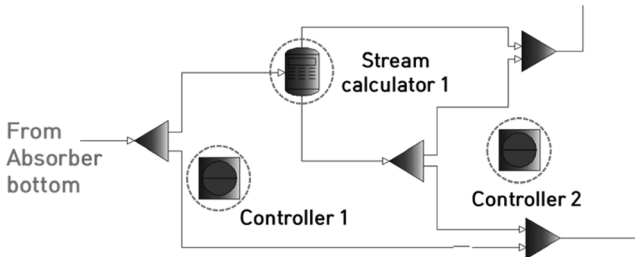 Stream
calculator 1
From
Absorber
bottom
Controller 1
Controller 2